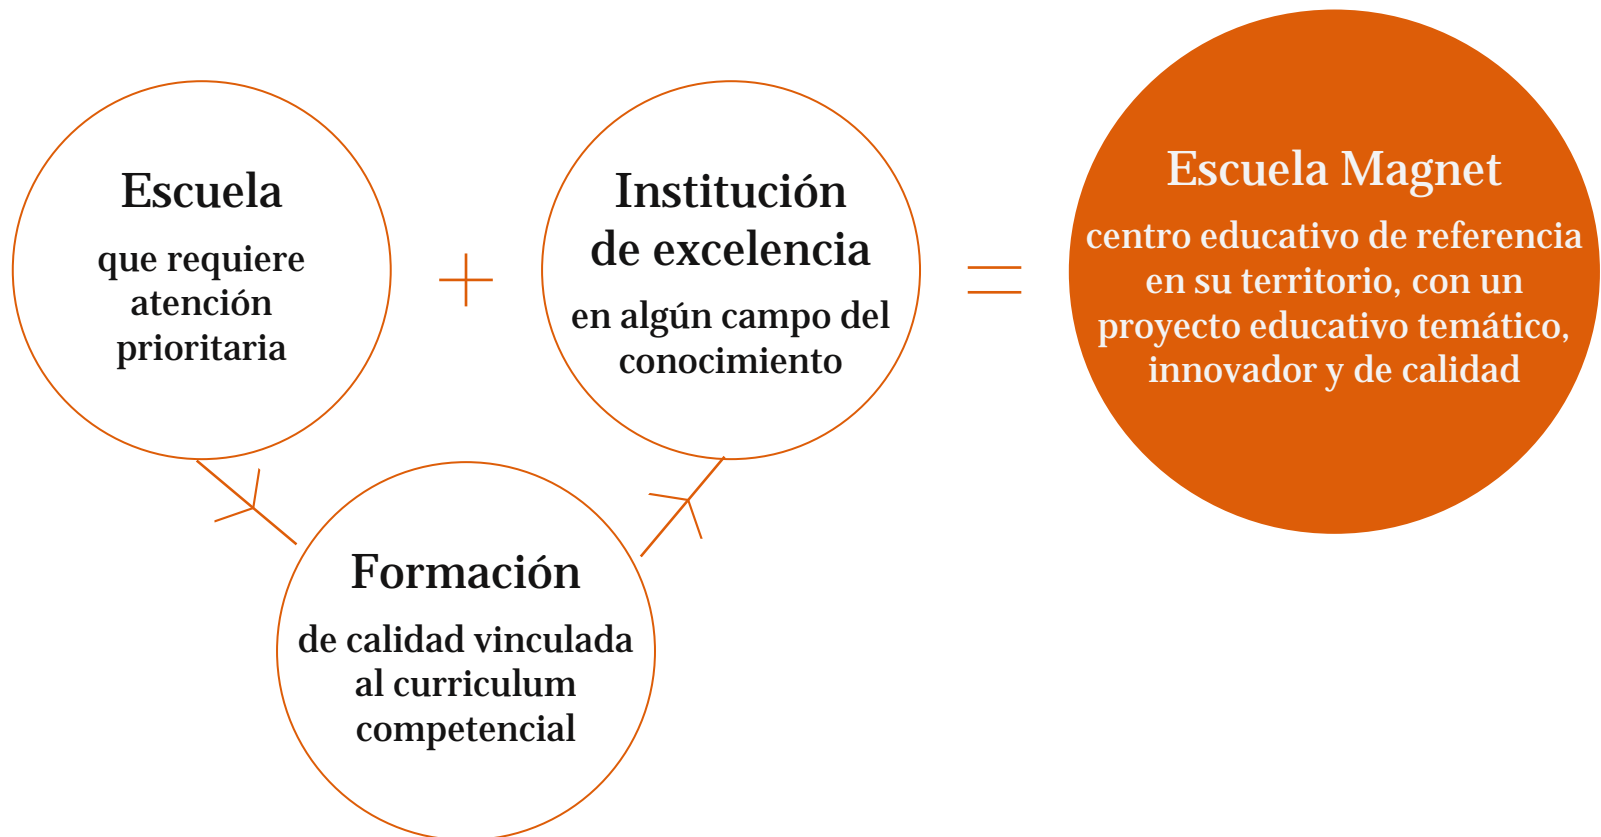 Escuela
que requiere
atención
prioritaria
+
Institución
de excelencia
en algún campo del
conocimiento
=
Escuela Magnet
centro educativo de referencia
en su territorio, con un
proyecto educativo temático,
innovador y de calidad
Formación
de calidad vinculada
al curriculum
competencial